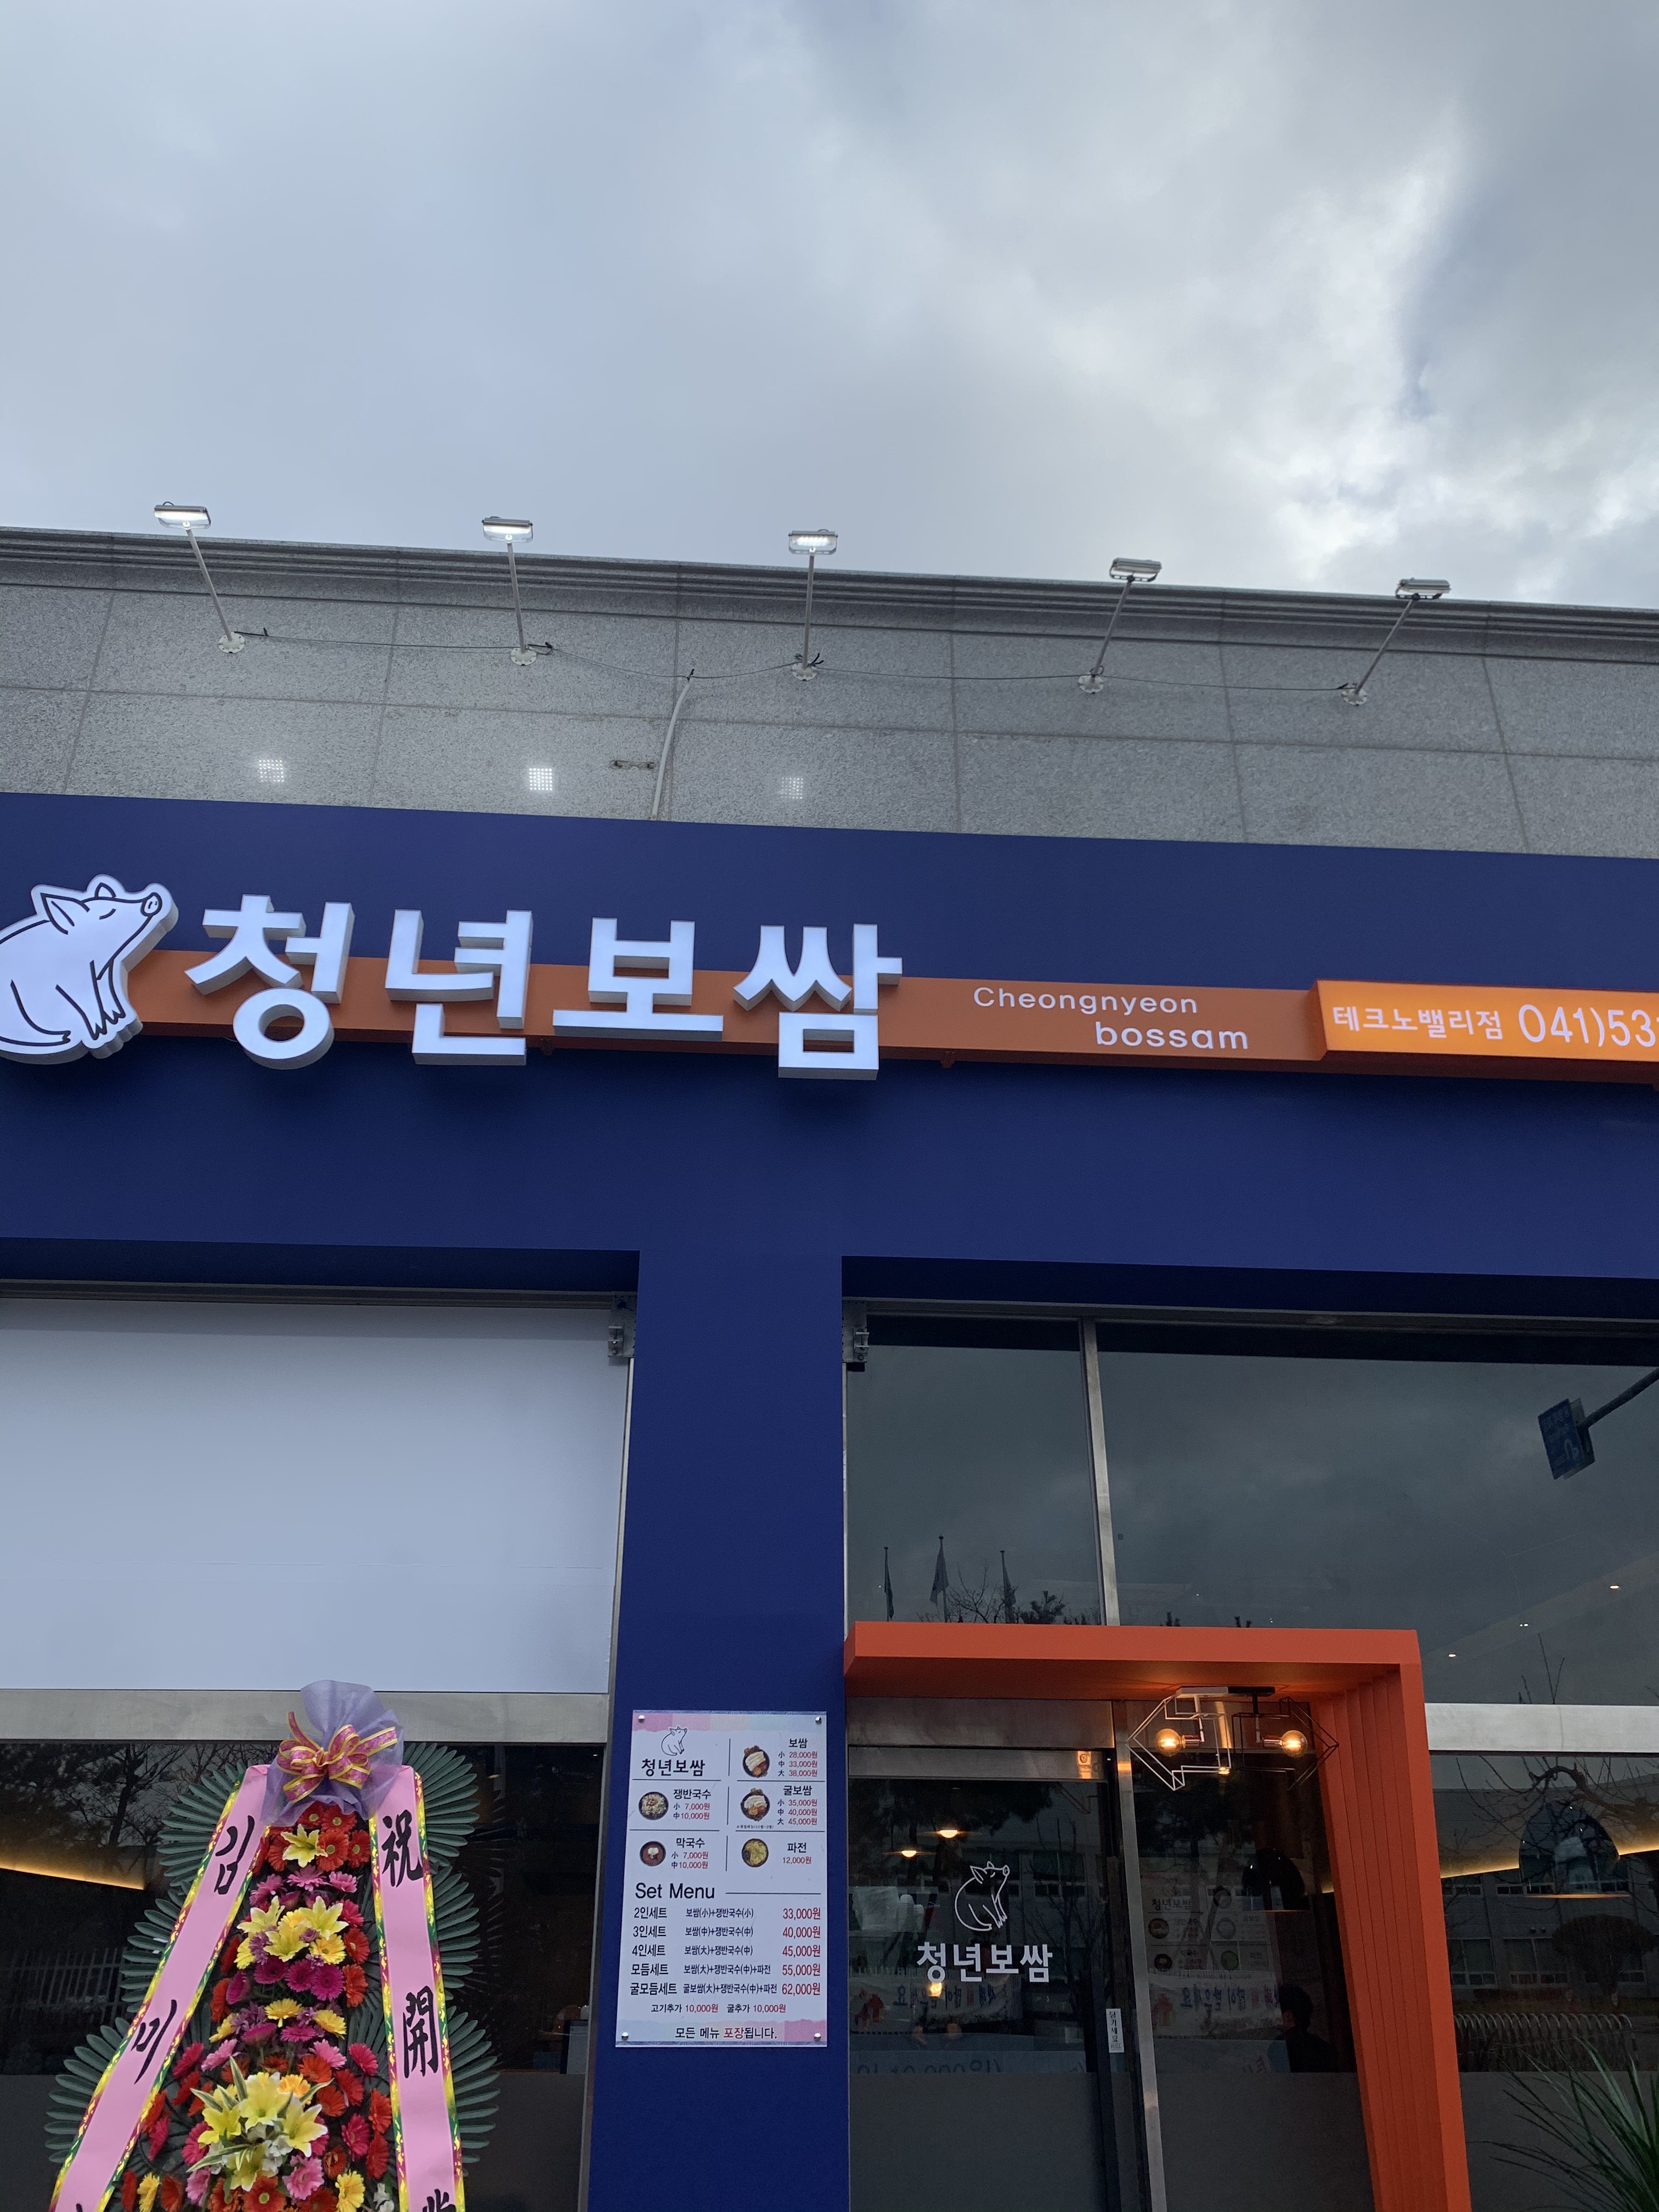 청년보쌈
Cheongnyeon
bossam
테크노밸리점 041)53
청년보쌈
보쌈
小 28,000원
中 33,000원
大 38,000원
쟁반국수
小 7,000원
中 10,000원
굴보쌈
小 35,000원
中 40,000원
大 45,000원
막국수
小 7,000원
中 10,000원
파전
12,000원
Set Menu
2인세트 보쌈(小)+쟁반국수(小) 33,000원
3인세트 보쌈(中)+쟁반국수(中) 40,000원
4인세트 보쌈(大)+쟁반국수(中) 45,000원
모듬세트 보쌈(大)+쟁반국수(中)+파전 55,000원
굴모듬세트 굴보쌈(大)+쟁반국수(中)+파전 62,000원
고기추가 10,000원 굴추가 10,000원
모든 메뉴 포장됩니다.
청년보쌈
祝開
김미